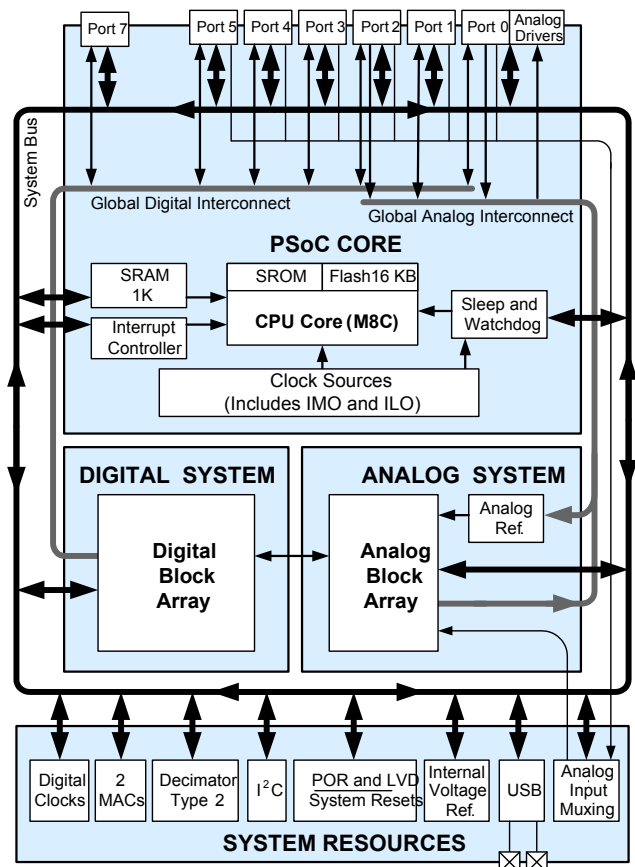 Port 7
Port 5
Port 4
Port 3
Port 2
Port 1
Port 0
Analog
Drivers
System Bus
Global Digital Interconnect
Global Analog Interconnect
PSoC CORE
SRAM
1K
SROM
Flash16 KB
CPU Core (M8C)
Sleep and
Watchdog
Interrupt
Controller
Clock Sources
(Includes IMO and ILO)
DIGITAL SYSTEM
ANALOG SYSTEM
Digital
Block
Array
Analog
Block
Array
Analog
Ref.
Digital
Clocks
2
MACs
Decimator
Type 2
I²C
POR and LVD
System Resets
Internal
Voltage
Ref.
USB
Analog
Input
Muxing
SYSTEM RESOURCES